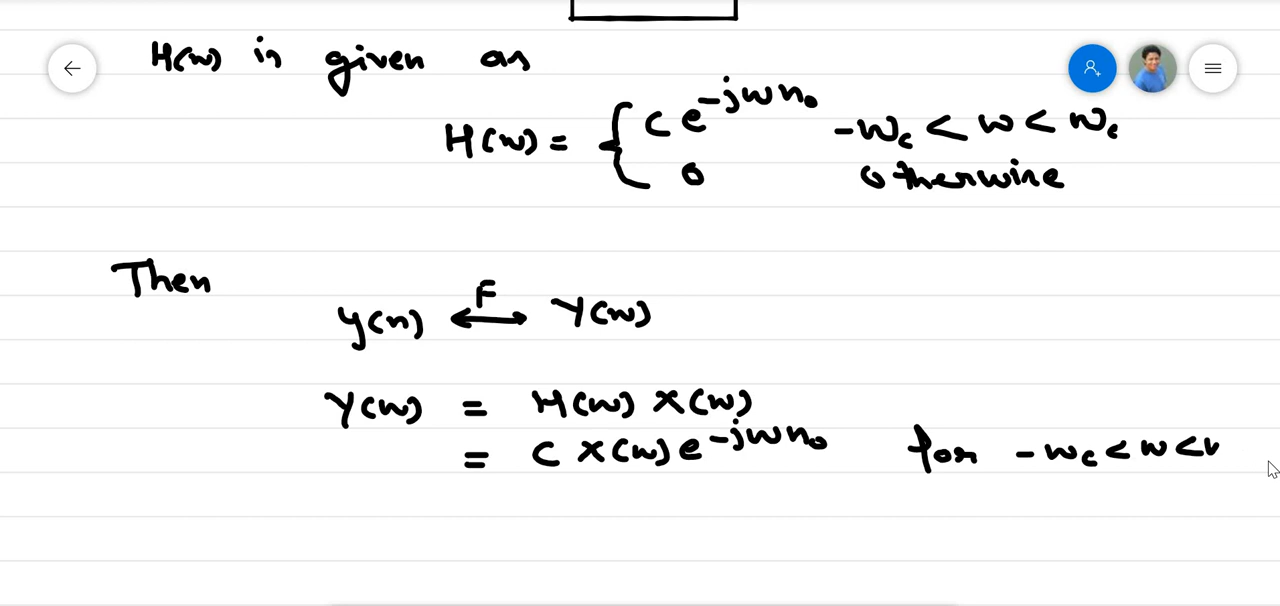 H(w) is given as
H(w) = { c e^{-jwn₀} -w_c < w < w_c
0 otherwise
Then
y(n) <-F-> Y(w)
Y(w) = H(w) X(w)
= C X(w) e^{-jwn₀} for -w_c < w <